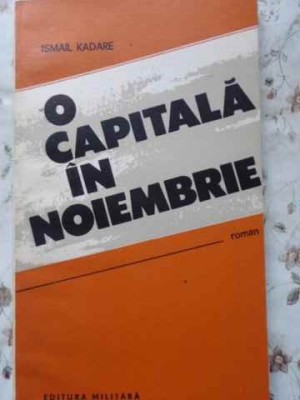 ISMAIL KADARE
O
CAPITALĂ
ÎN
NOIEMBRIE
roman
EDITURA MILITARĂ